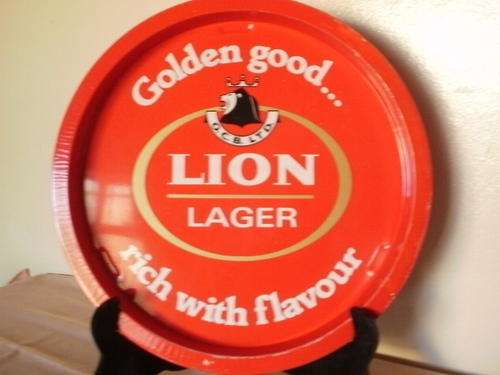 Golden good...
O.C.B. LTD.
LION
LAGER
rich with flavour